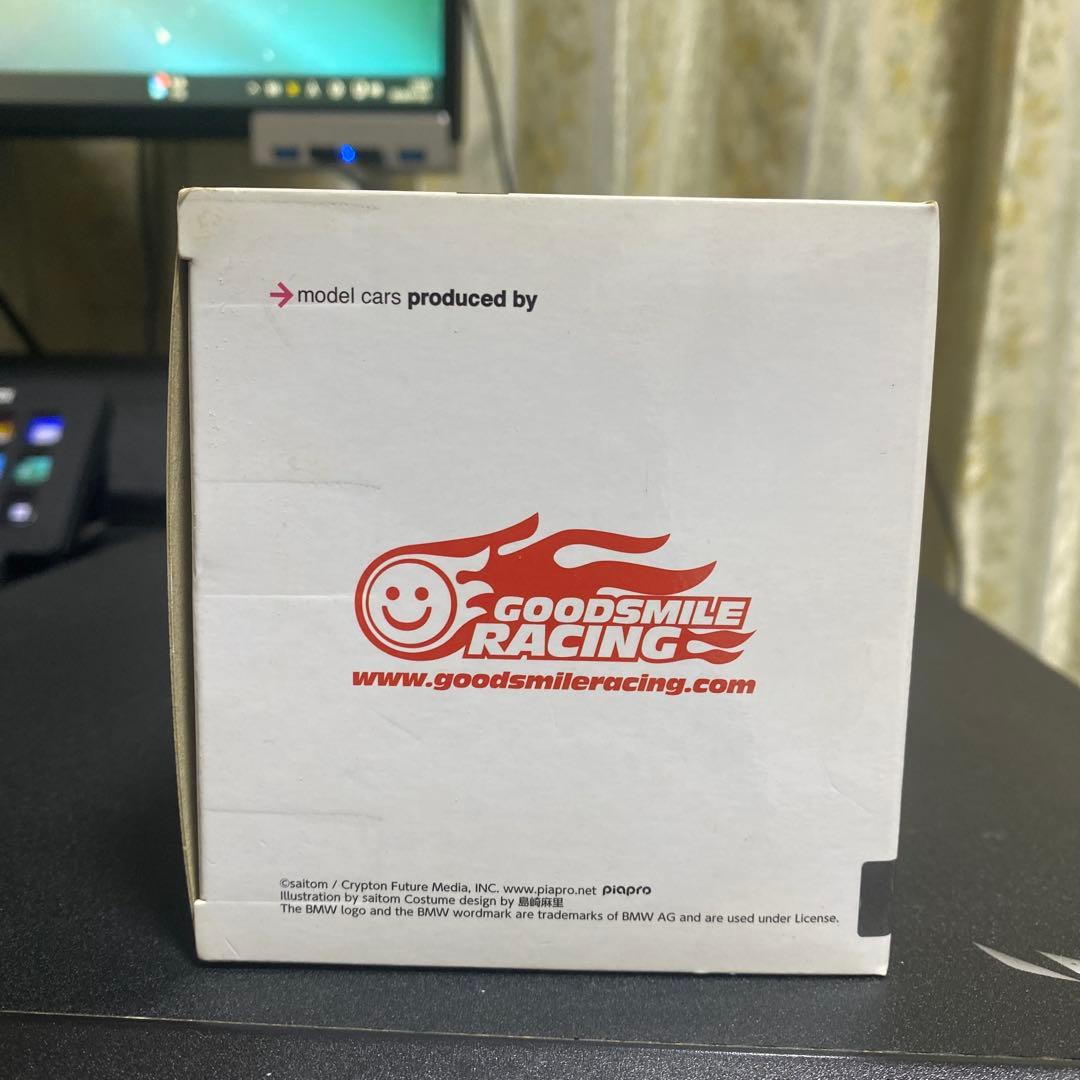 model cars produced by
GOODSMILE
RACING
www.goodsmileracing.com
©saitom / Crypton Future Media, INC. www.piapro.net piapro
Illustration by saitom Costume design by 島崎麻里
The BMW logo and the BMW wordmark are trademarks of BMW AG and are used under License.